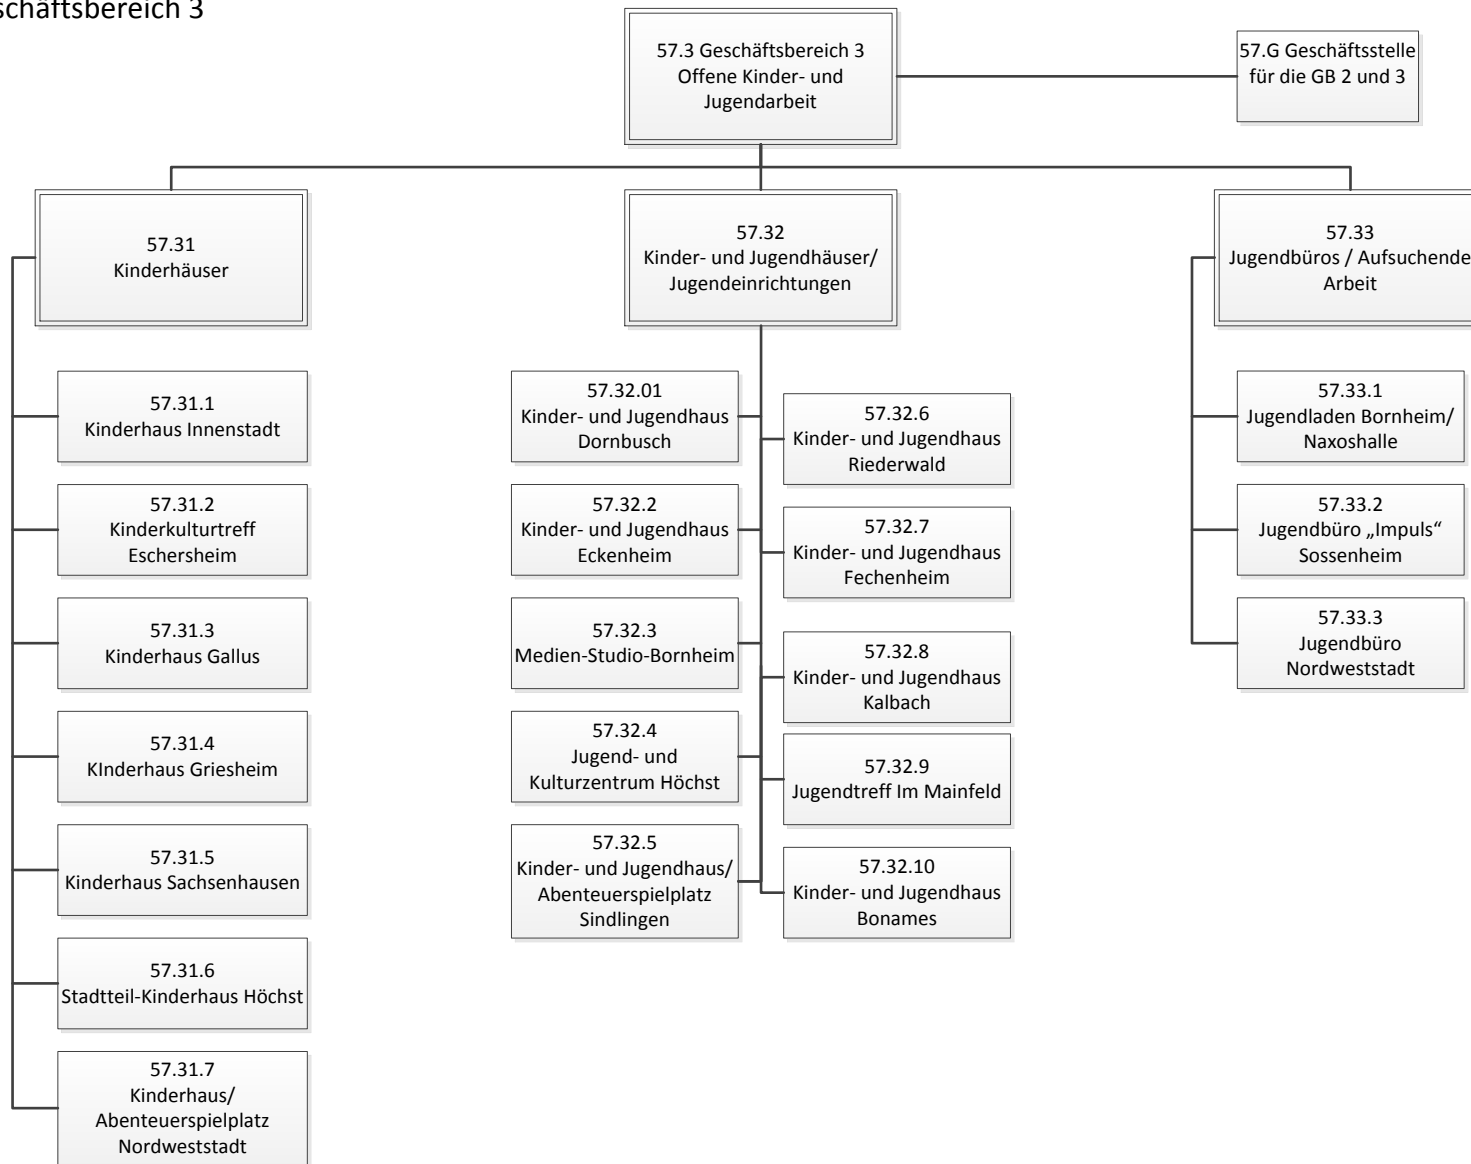 schäftsbereich 3
57.3 Geschäftsbereich 3
Offene Kinder- und
Jugendarbeit
57.G Geschäftsstelle
für die GB 2 und 3
57.31
Kinderhäuser
57.32
Kinder- und Jugendhäuser/
Jugendeinrichtungen
57.33
Jugendbüros / Aufsuchende
Arbeit
57.31.1
Kinderhaus Innenstadt
57.31.2
Kinderkulturtreff
Eschersheim
57.31.3
Kinderhaus Gallus
57.31.4
KInderhaus Griesheim
57.31.5
Kinderhaus Sachsenhausen
57.31.6
Stadtteil-Kinderhaus Höchst
57.31.7
Kinderhaus/
Abenteuerspielplatz
Nordweststadt
57.32.01
Kinder- und Jugendhaus
Dornbusch
57.32.2
Kinder- und Jugendhaus
Eckenheim
57.32.3
Medien-Studio-Bornheim
57.32.4
Jugend- und
Kulturzentrum Höchst
57.32.5
Kinder- und Jugendhaus/
Abenteuerspielplatz
Sindlingen
57.32.6
Kinder- und Jugendhaus
Riederwald
57.32.7
Kinder- und Jugendhaus
Fechenheim
57.32.8
Kinder- und Jugendhaus
Kalbach
57.32.9
Jugendtreff Im Mainfeld
57.32.10
Kinder- und Jugendhaus
Bonames
57.33.1
Jugendladen Bornheim/
Naxoshalle
57.33.2
Jugendbüro „Impuls“
Sossenheim
57.33.3
Jugendbüro
Nordweststadt